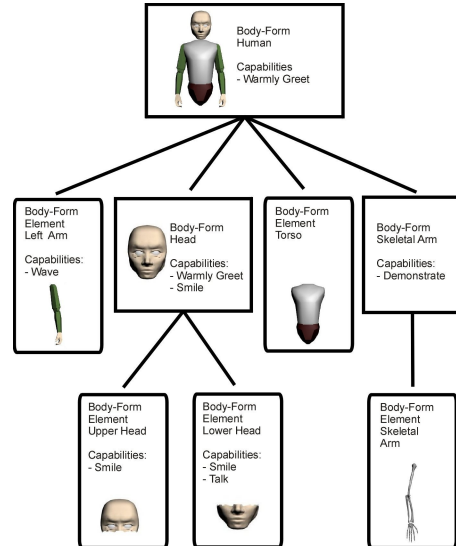 Body-Form
Human
Capabilities
- Warmly Greet
Body-Form
Element
Left Arm
Capabilities:
- Wave
Body-Form
Head
Capabilities:
- Warmly Greet
- Smile
Body-Form
Element
Torso
Body-Form
Skeletal Arm
Capabilities:
- Demonstrate
Body-Form
Element
Upper Head
Capabilities:
- Smile
Body-Form
Element
Lower Head
Capabilities:
- Smile
- Talk
Body-Form
Element
Skeletal
Arm